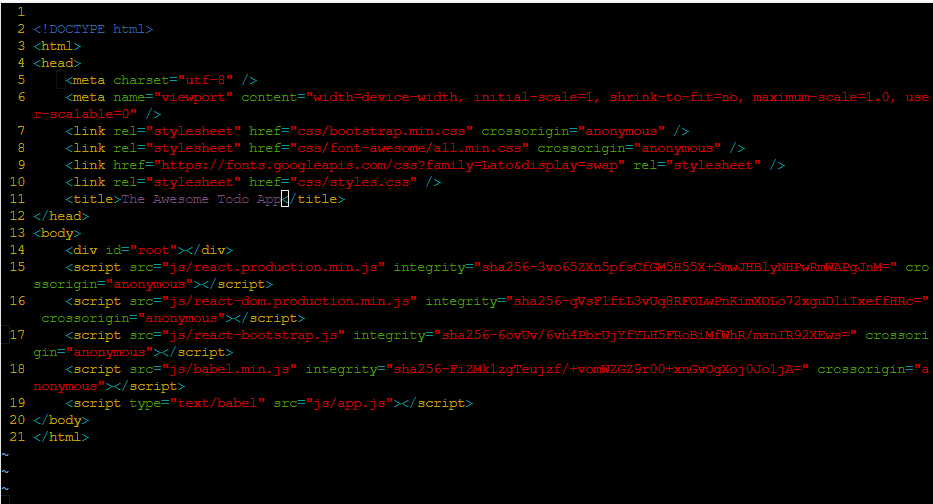 1
2 <!DOCTYPE html>
3 <html>
4 <head>
5     <meta charset="utf-8" />
6     <meta name="viewport" content="width=device-width, initial-scale=1, shrink-to-fit=no, maximum-scale=1.0, use
r-scalable=0" />
7     <link rel="stylesheet" href="css/bootstrap.min.css" crossorigin="anonymous" />
8     <link rel="stylesheet" href="css/font-awesome/all.min.css" crossorigin="anonymous" />
9     <link href="https://fonts.googleapis.com/css?family=Lato&display=swap" rel="stylesheet" />
10     <link rel="stylesheet" href="css/styles.css" />
11     <title>The Awesome Todo App</title>
12 </head>
13 <body>
14     <div id="root"></div>
15     <script src="js/react.production.min.js" integrity="sha256-3vo65ZXn5pfsCfGM5H55X+SmwJHBlyNHPwRmWAPgJnM=" cro
ssorigin="anonymous"></script>
16     <script src="js/react-dom.production.min.js" integrity="sha256-qVsF1ftL3vUq8RFOLwPnKimXOLo72xguDliIxeffHRc="
 crossorigin="anonymous"></script>
17     <script src="js/react-bootstrap.js" integrity="sha256-6ovUv/6vh4PbrUjYfYLH5FRoBiMfWhR/manIR92XEws=" crossori
gin="anonymous"></script>
18     <script src="js/babel.min.js" integrity="sha256-FiZMk1zgTeujzf/+vomWZGZ9r00+xnGvOgXoj0Jo1jA=" crossorigin="a
nonymous"></script>
19     <script type="text/babel" src="js/app.js"></script>
20 </body>
21 </html>
~
~
~